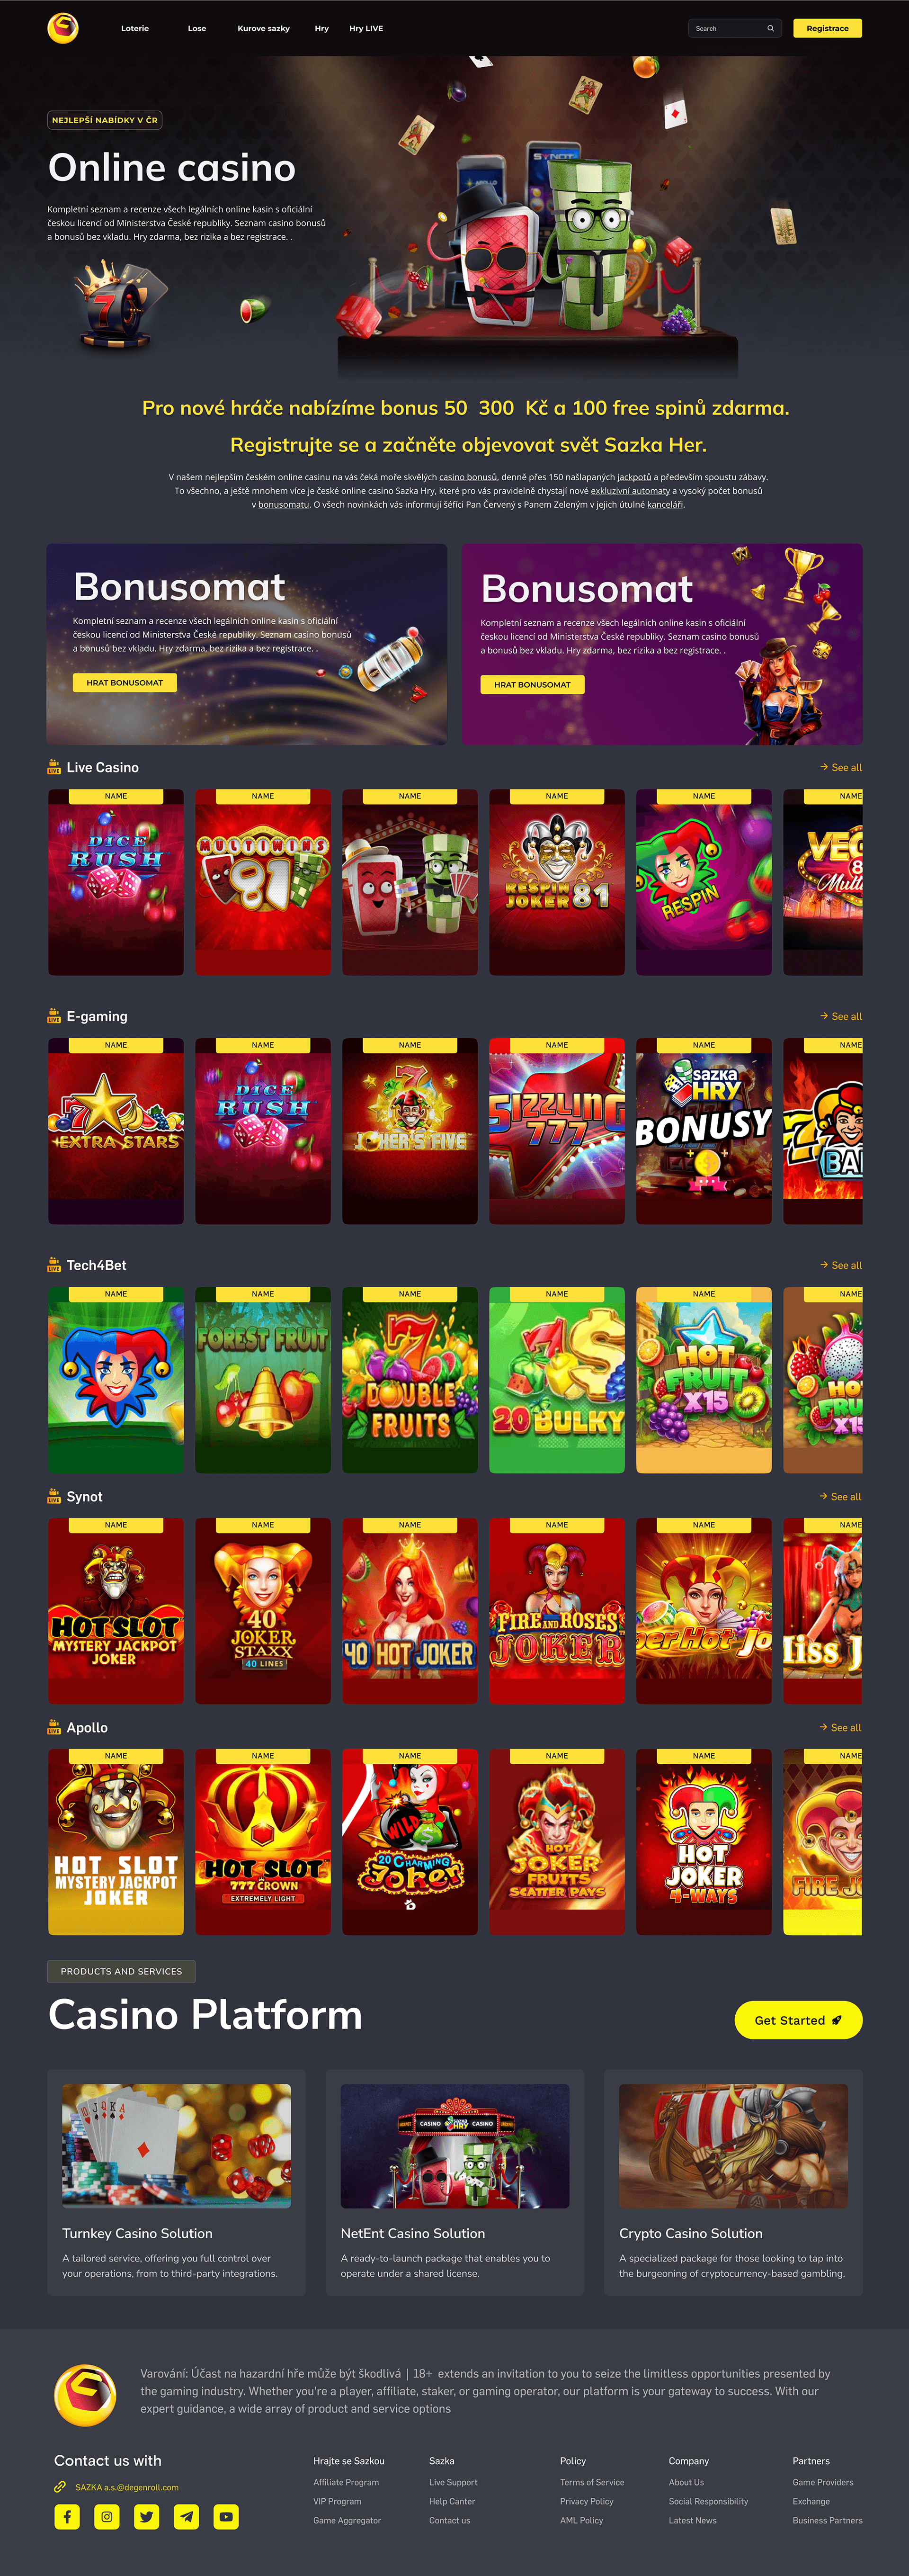 Loterie
Lose
Kurove sazky
Hry
Hry LIVE
Search
Registrace
NEJLEPŠÍ NABÍDKY V ČR
Online casino
Kompletní seznam a recenze všech legálních online kasin s oficiální
českou licencí od Ministerstva České republiky. Seznam casino bonusů
a bonusů bez vkladu. Hry zdarma, bez rizika a bez registrace. .
SYNOT
7
Pro nové hráče nabízíme bonus 50 300 Kč a 100 free spinů zdarma.
Registrujte se a začněte objevovat svět Sazka Her.
V našem nejlepším českém online casinu na vás čeká moře skvělých casino bonusů, denně přes 150 našlapaných jackpotů a především spoustu zábavy.
To všechno, a ještě mnohem více je české online casino Sazka Hry, které pro vás pravidelně chystají nové exkluzivní automaty a vysoký počet bonusů
v bonusomatu. O všech novinkách vás informují šéfíci Pan Červený s Panem Zeleným v jejich útulné kanceláři.
Bonusomat
Kompletní seznam a recenze všech legálních online kasin s oficiální
českou licencí od Ministerstva České republiky. Seznam casino bonusů
a bonusů bez vkladu. Hry zdarma, bez rizika a bez registrace. .
HRAT BONUSOMAT
Bonusomat
Kompletní seznam a recenze všech legálních online kasin s oficiální
českou licencí od Ministerstva České republiky. Seznam casino bonusů
a bonusů bez vkladu. Hry zdarma, bez rizika a bez registrace. .
HRAT BONUSOMAT
LIVE
Live Casino
See all
NAME
DICE
RUSH
NAME
MULTIWINS
81
NAME
NAME
RESPIN
JOKER 81
NAME
RESPIN
NAME
VEG
8
Multi
LIVE
E-gaming
See all
NAME
7
EXTRA STARS
NAME
DICE
RUSH
NAME
7
JOKER'S FIVE
NAME
SIZZLING
777
NAME
SAZKA
HRY
BONUSY
NAME
7
BAR
LIVE
Tech4Bet
See all
NAME
NAME
FOREST FRUIT
NAME
7
DOUBLE
FRUITS
NAME
7$
20 BULKY
NAME
HOT
FRUIT
X15
NAME
HO
FRU
X15
LIVE
Synot
See all
NAME
HOT SLOT
MYSTERY JACKPOT
JOKER
NAME
40
JOKER
STAXX
40 LINES
NAME
40 HOT JOKER
NAME
FIRE AND ROSES
JOKER
NAME
per Hot Jo
NAME
liss J
LIVE
Apollo
See all
NAME
HOT SLOT
MYSTERY JACKPOT
JOKER
NAME
HOT SLOT
777 CROWN
EXTREMELY LIGHT
NAME
WILD
$
20 CHARMING
Joker
NAME
HOT
JOKER
FRUITS
SCATTER PAYS
NAME
HOT
JOKER
4-WAYS
NAME
FIRE JO
PRODUCTS AND SERVICES
Casino Platform
Get Started
10 J Q K A
CASINO SAZKA HRY CASINO
Turnkey Casino Solution
A tailored service, offering you full control over
your operations, from to third-party integrations.
NetEnt Casino Solution
A ready-to-launch package that enables you to
operate under a shared license.
Crypto Casino Solution
A specialized package for those looking to tap into
the burgeoning of cryptocurrency-based gambling.
Varování: Účast na hazardní hře může být škodlivá | 18+ extends an invitation to you to seize the limitless opportunities presented by
the gaming industry. Whether you're a player, affiliate, staker, or gaming operator, our platform is your gateway to success. With our
expert guidance, a wide array of product and service options
Contact us with
SAZKA a.s.@degenroll.com
Hrajte se Sazkou
Affiliate Program
VIP Program
Game Aggregator
Sazka
Live Support
Help Canter
Contact us
Policy
Terms of Service
Privacy Policy
AML Policy
Company
About Us
Social Responsibility
Latest News
Partners
Game Providers
Exchange
Business Partners